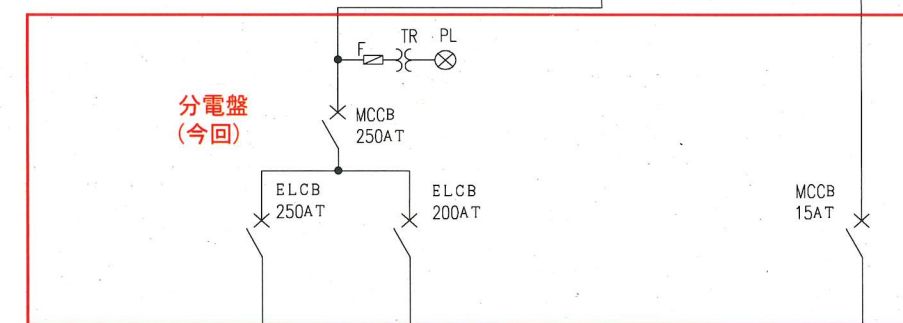 F TR PL
分電盤
(今回)
MCCB
250AT
ELCB
250AT
ELCB
200AT
MCCB
15AT